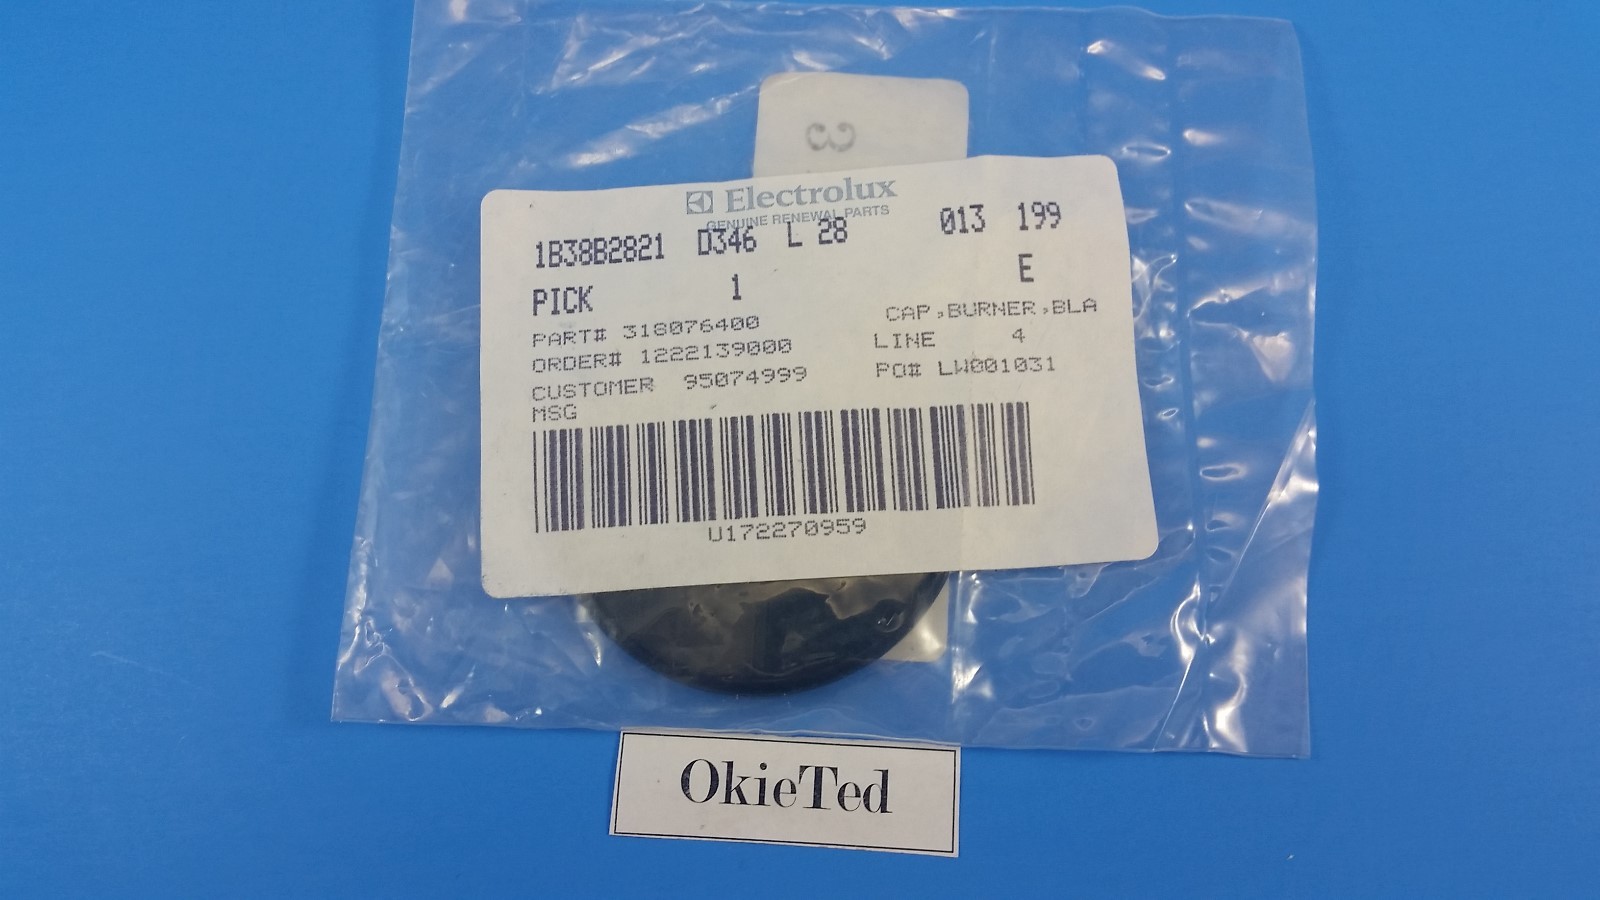 3
Electrolux
GENUINE RENEWAL PARTS
1B38B2821 D346 L 28 013 199
PICK 1 E
PART# 318076400 CAP,BURNER,BLA
ORDER# 1222139000 LINE 4
CUSTOMER 95074999 PO# LW001031
MSG
U172270959
OkieTed